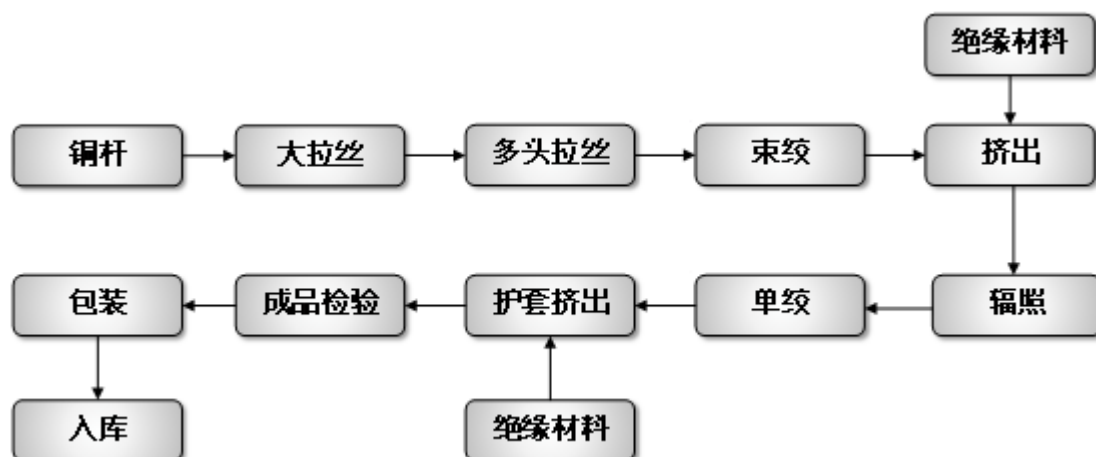 绝缘材料
铜杆
大拉丝
多头拉丝
束绞
挤出
包装
成品检验
护套挤出
单绞
辐照
入库
绝缘材料